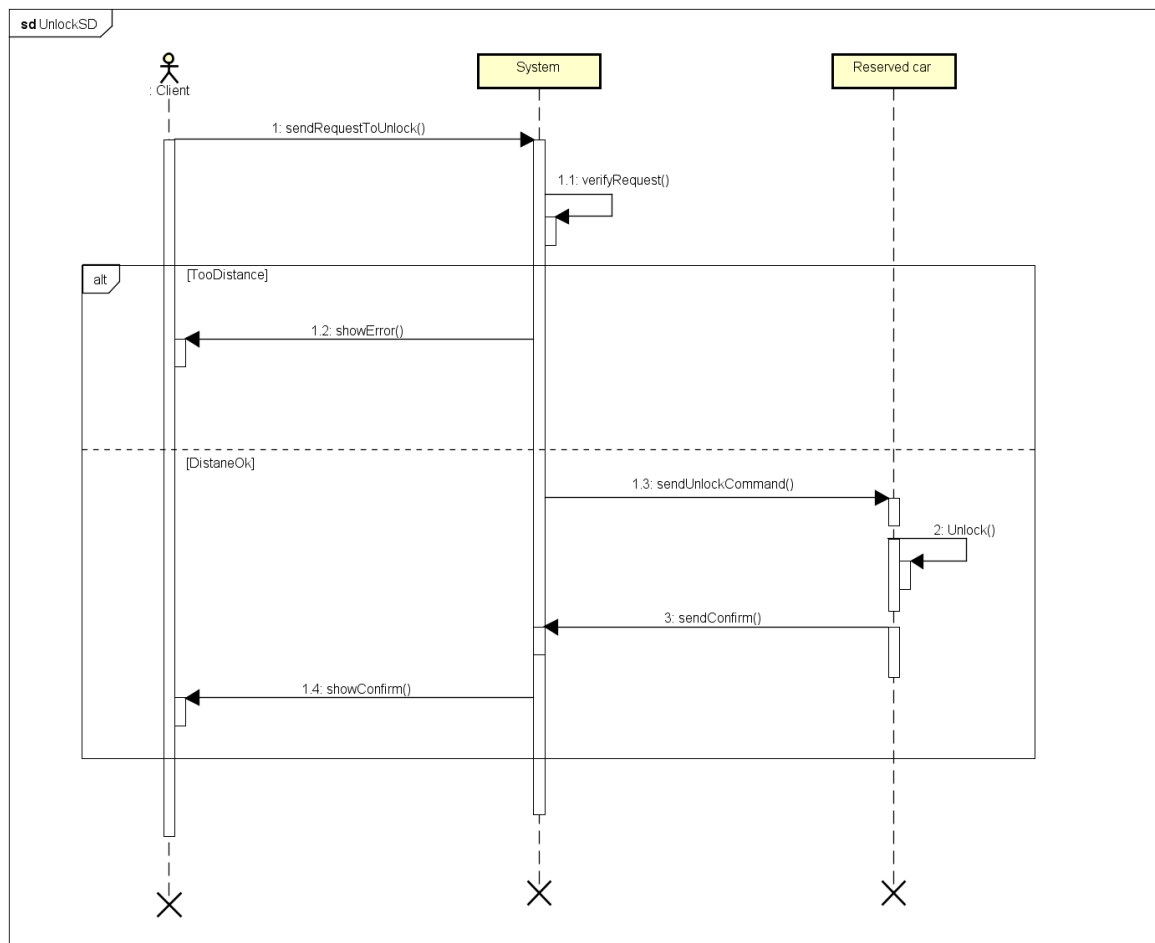 sd UnlockSD
: Client
System
Reserved car
1: sendRequestToUnlock()
1.1: verifyRequest()
alt
[TooDistance]
1.2: showError()
[DistaneOk]
1.3: sendUnlockCommand()
2: Unlock()
3: sendConfirm()
1.4: showConfirm()